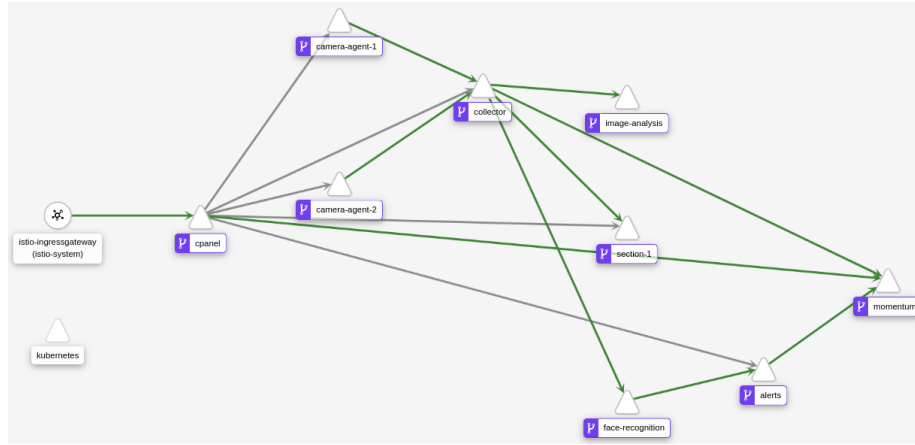 camera-agent-1
collector
image-analysis
camera-agent-2
istio-ingressgateway
(istio-system)
cpanel
section-1
momentum
kubernetes
alerts
face-recognition